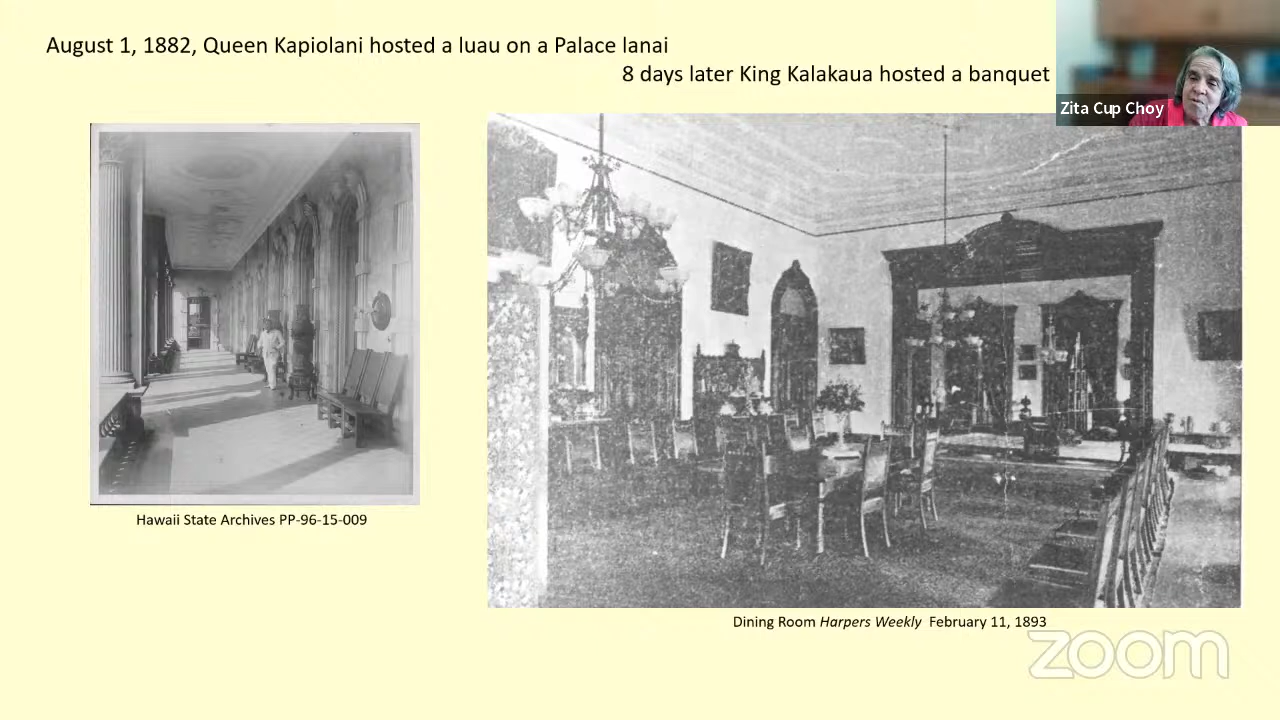 August 1, 1882, Queen Kapiolani hosted a luau on a Palace lanai
8 days later King Kalakaua hosted a banquet
Zita Cup Choy
Hawaii State Archives PP-96-15-009
Dining Room Harpers Weekly February 11, 1893
zoom